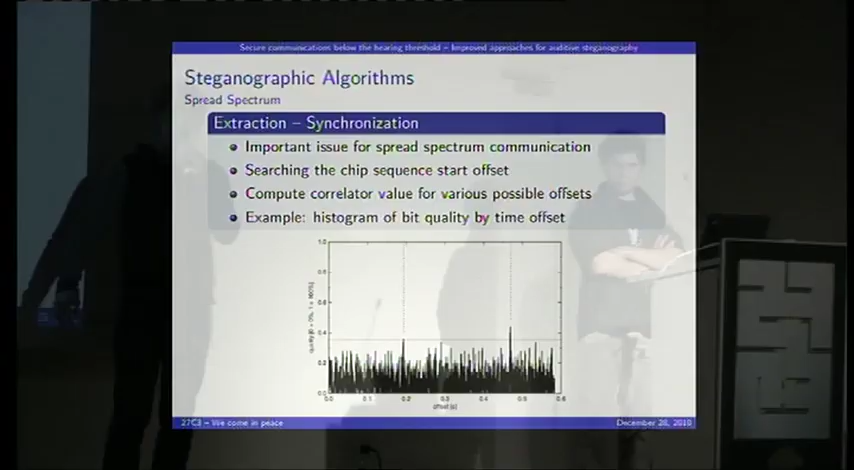 Secure communications below the hearing threshold – Improved approaches for auditive steganography
Steganographic Algorithms
Spread Spectrum
Extraction – Synchronization
Important issue for spread spectrum communication
Searching the chip sequence start offset
Compute correlator value for various possible offsets
Example: histogram of bit quality by time offset
1.0
0.8
0.6
0.4
0.2
0.0
0.0 0.1 0.2 0.3 0.4 0.5 0.6
offset [s]
27C3 – We come in peace
December 28, 2010